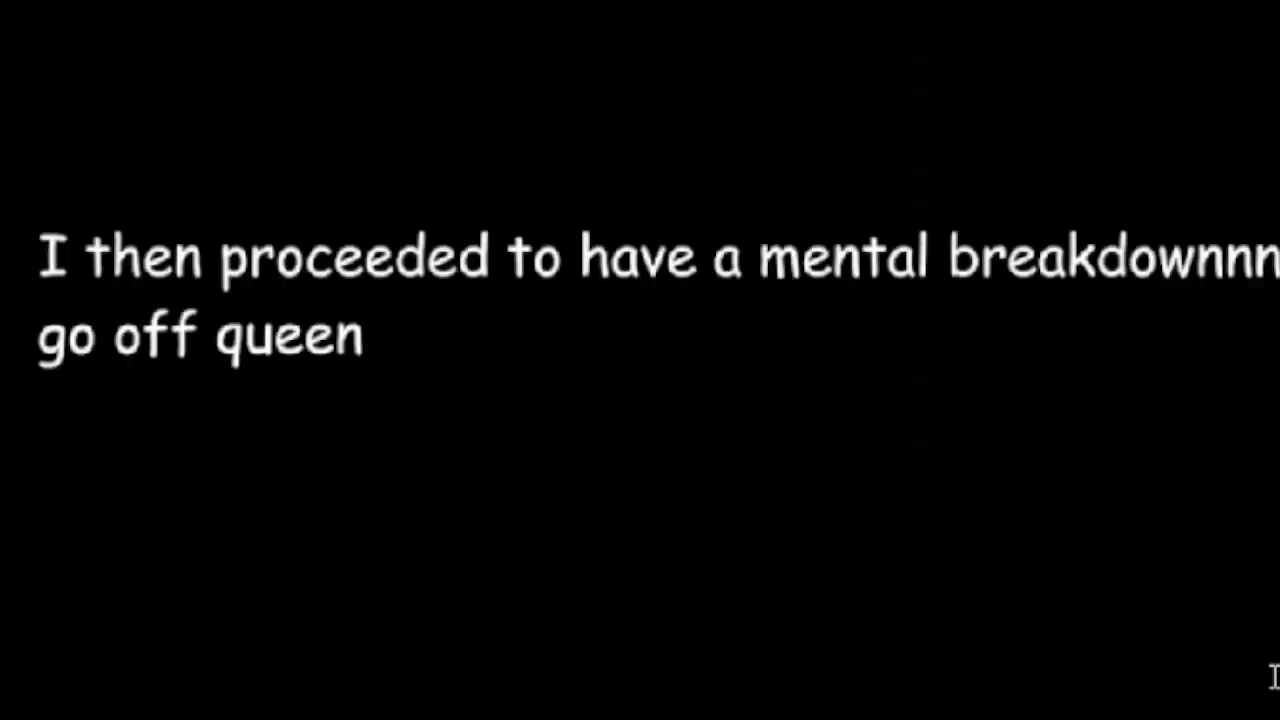 I then proceeded to have a mental breakdownnn
go off queen